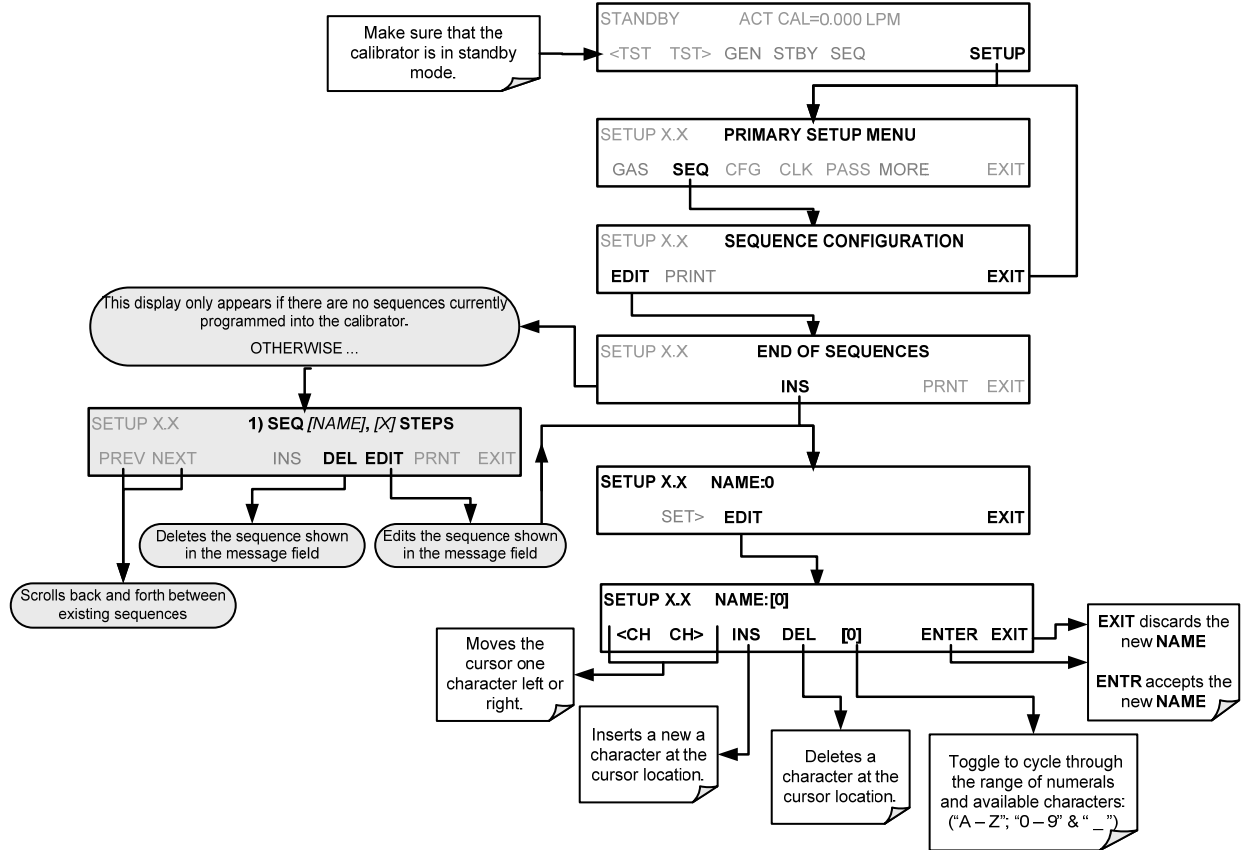 Make sure that the
calibrator is in standby
mode.
STANDBY ACT CAL=0.000 LPM
<TST TST> GEN STBY SEQ SETUP
SETUP X.X PRIMARY SETUP MENU
GAS SEQ CFG CLK PASS MORE EXIT
SETUP X.X SEQUENCE CONFIGURATION
EDIT PRINT EXIT
This display only appears if there are no sequences currently
programmed into the calibrator.
OTHERWISE ...
SETUP X.X END OF SEQUENCES
INS PRNT EXIT
SETUP X.X 1) SEQ [NAME], [X] STEPS
PREV NEXT INS DEL EDIT PRNT EXIT
Deletes the sequence shown
in the message field
Edits the sequence shown
in the message field
Scrolls back and forth between
existing sequences
SETUP X.X NAME:0
SET> EDIT EXIT
SETUP X.X NAME:[0]
<CH CH> INS DEL [0] ENTER EXIT
EXIT discards the
new NAME
ENTR accepts the
new NAME
Moves the
cursor one
character left or
right.
Inserts a new a
character at the
cursor location.
Deletes a
character at the
cursor location.
Toggle to cycle through
the range of numerals
and available characters:
("A – Z"; "0 – 9" & " _ ")